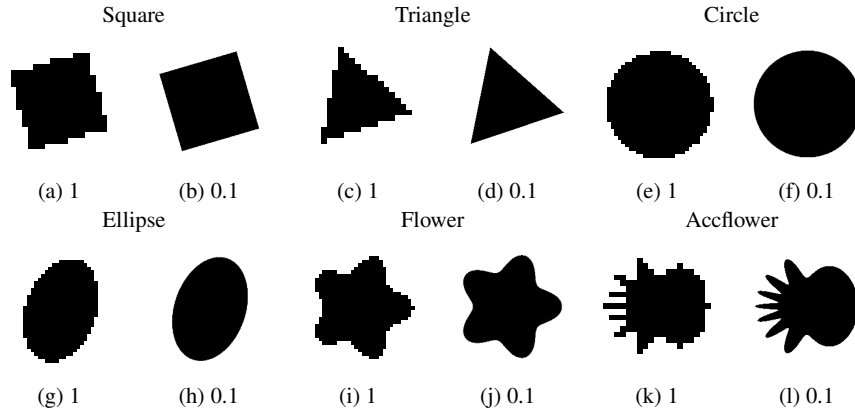 Square Triangle Circle
(a) 1 (b) 0.1 (c) 1 (d) 0.1 (e) 1 (f) 0.1
Ellipse Flower Accflower
(g) 1 (h) 0.1 (i) 1 (j) 0.1 (k) 1 (l) 0.1